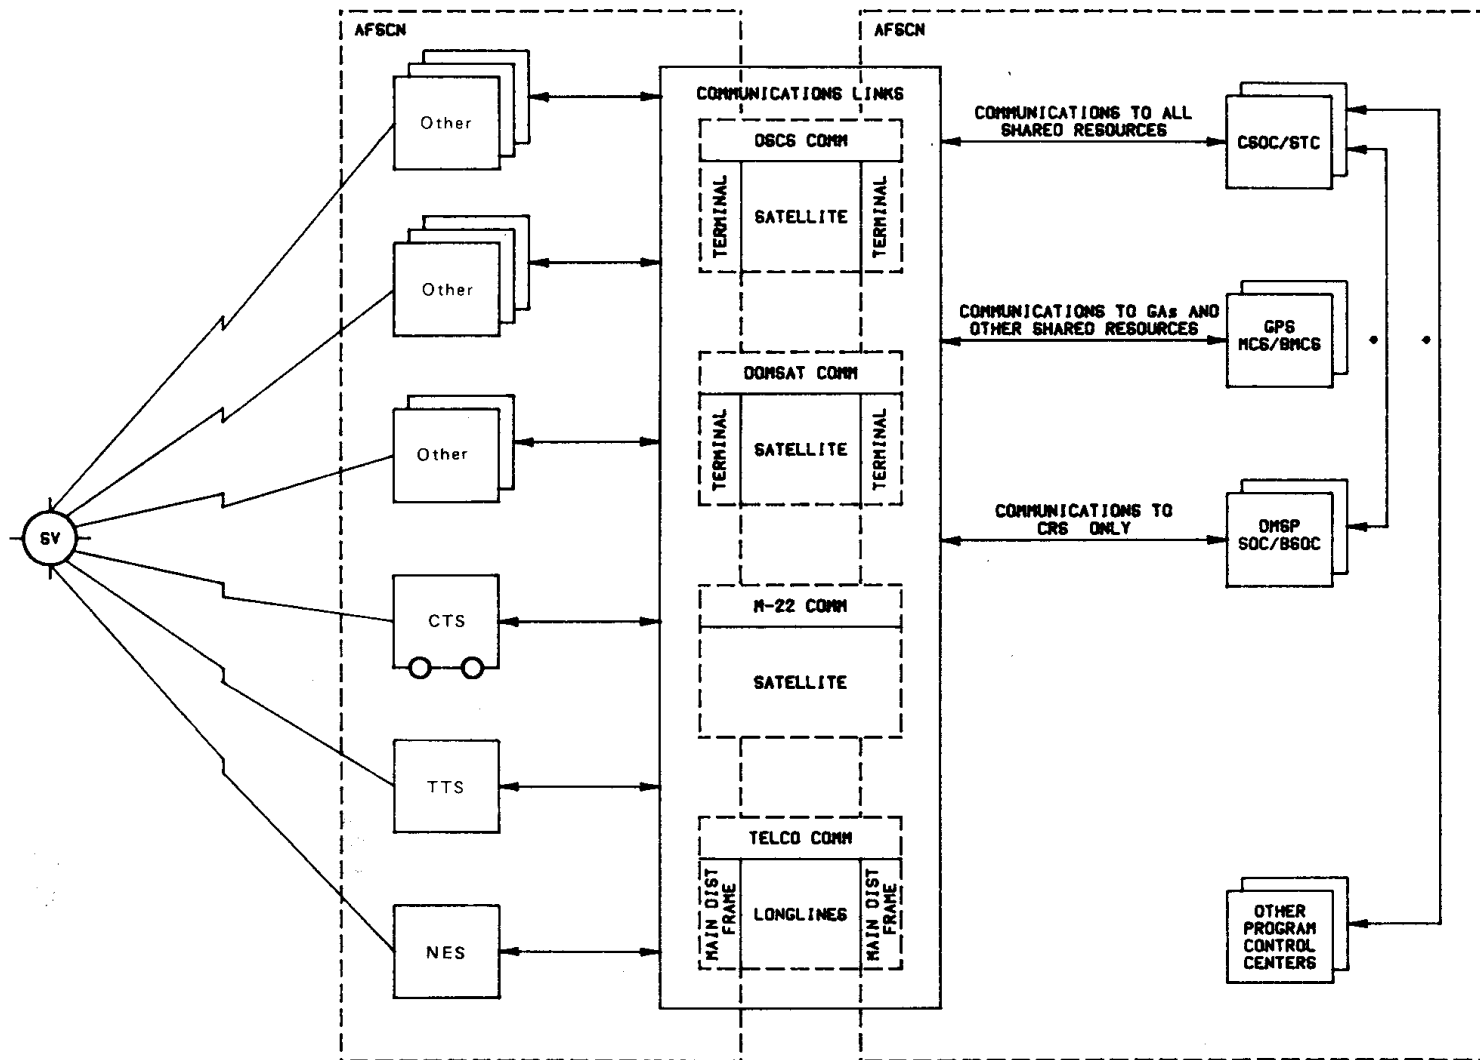 AFSCN
AFSCN
COMMUNICATIONS LINKS
Other
Other
Other
SV
CTS
TTS
NES
DSCS COMM
TERMINAL
SATELLITE
TERMINAL
DOMSAT COMM
TERMINAL
SATELLITE
TERMINAL
M-22 COMM
SATELLITE
TELCO COMM
MAIN DIST
FRAME
LONGLINES
MAIN DIST
FRAME
COMMUNICATIONS TO ALL
SHARED RESOURCES
CSOC/STC
COMMUNICATIONS TO GAs AND
OTHER SHARED RESOURCES
GPS
MCS/BMCS
COMMUNICATIONS TO
CRS ONLY
DMSP
SOC/BSOC
OTHER
PROGRAM
CONTROL
CENTERS